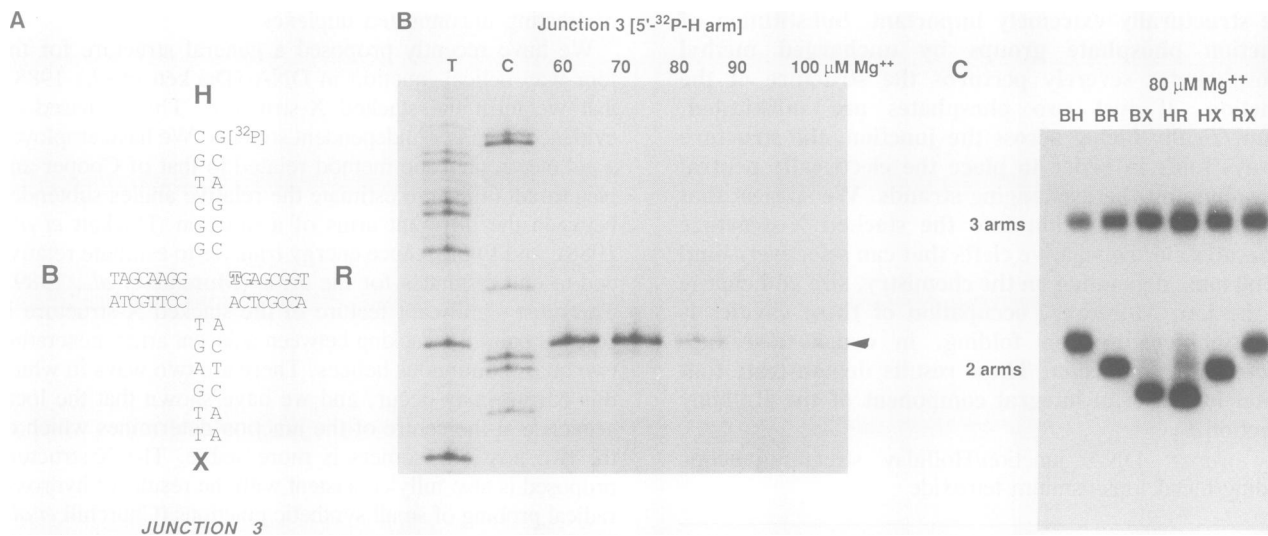 A
H
C G[³²P]
G C
T A
C G
G C
G C
B TAGCAAGG TGAGCGGT R
ATCGTTCC ACTCGCCA
T A
G C
A T
G C
T A
T A
X
JUNCTION 3
B
Junction 3 [5'-³²P-H arm]
T C 60 70 80 90 100 μM Mg⁺⁺
C
80 μM Mg⁺⁺
BH BR BX HR HX RX
3 arms
2 arms